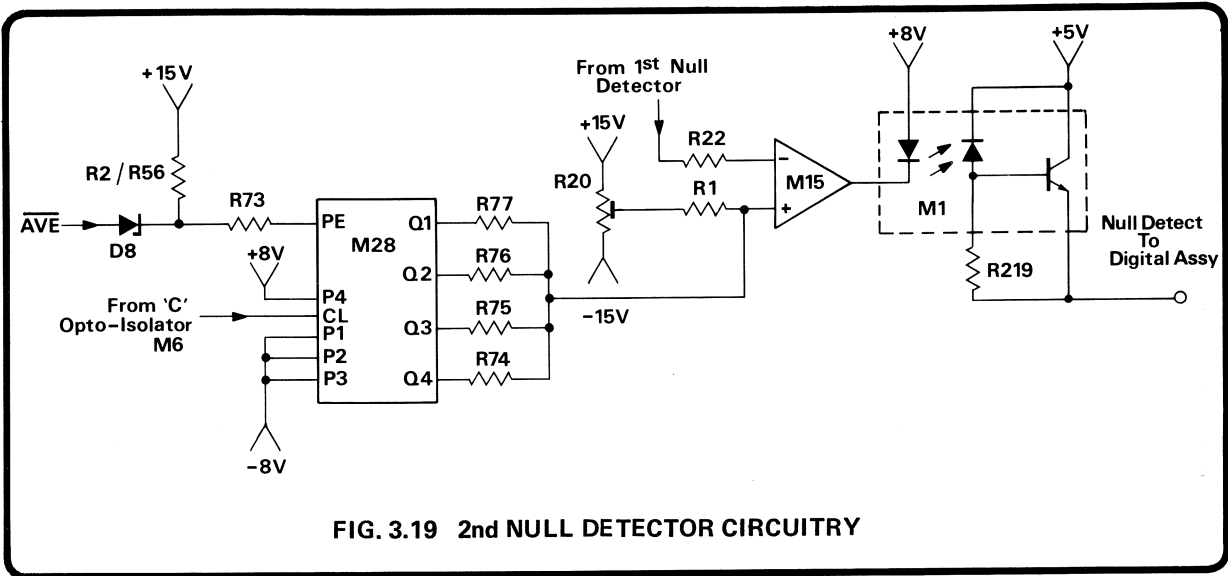 +15V
R2/R56
AVE
D8
R73
+8V
From 'C'
Opto-Isolator
M6
-8V
PE
M28
P4
CL
P1
P2
P3
Q1
Q2
Q3
Q4
R77
R76
R75
R74
From 1st Null
Detector
+15V
R20
-15V
R22
R1
-
+
M15
+8V
+5V
M1
R219
Null Detect
To
Digital Assy
FIG. 3.19 2nd NULL DETECTOR CIRCUITRY